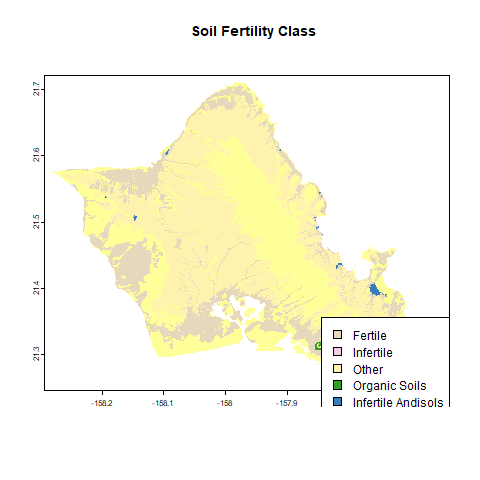 Soil Fertility Class
21.7
21.6
21.5
21.4
21.3
-158.2 -158.1 -158 -157.9
Fertile
Infertile
Other
Organic Soils
Infertile Andisols